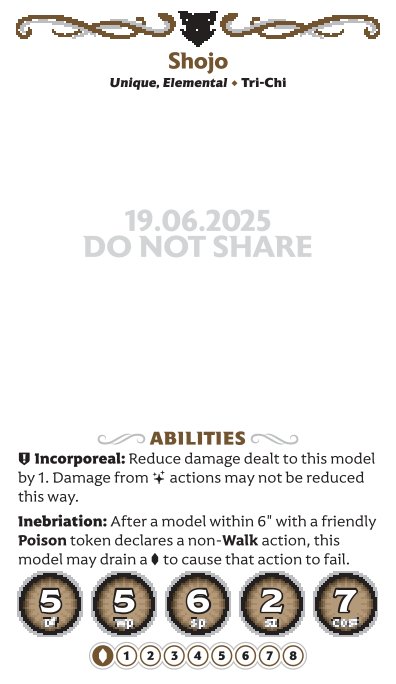 Shojo
Unique, Elemental ♦ Tri-Chi
19.06.2025
DO NOT SHARE
ABILITIES
Incorporeal: Reduce damage dealt to this model
by 1. Damage from actions may not be reduced
this way.
Inebriation: After a model within 6" with a friendly
Poison token declares a non-Walk action, this
model may drain a to cause that action to fail.
5 5 6 2 7
Df Wp Sp Sz Cost
1 2 3 4 5 6 7 8